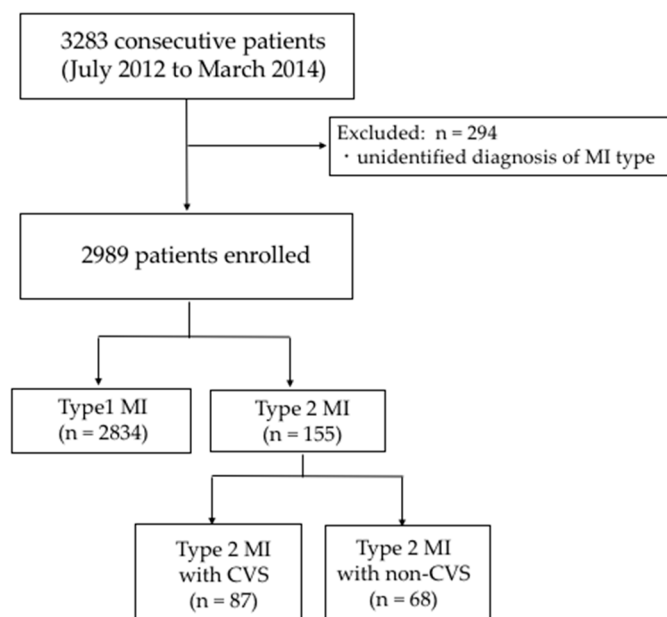 3283 consecutive patients
(July 2012 to March 2014)
Excluded: n = 294
・unidentified diagnosis of MI type
2989 patients enrolled
Type1 MI
(n = 2834)
Type 2 MI
(n = 155)
Type 2 MI
with CVS
(n = 87)
Type 2 MI
with non-CVS
(n = 68)